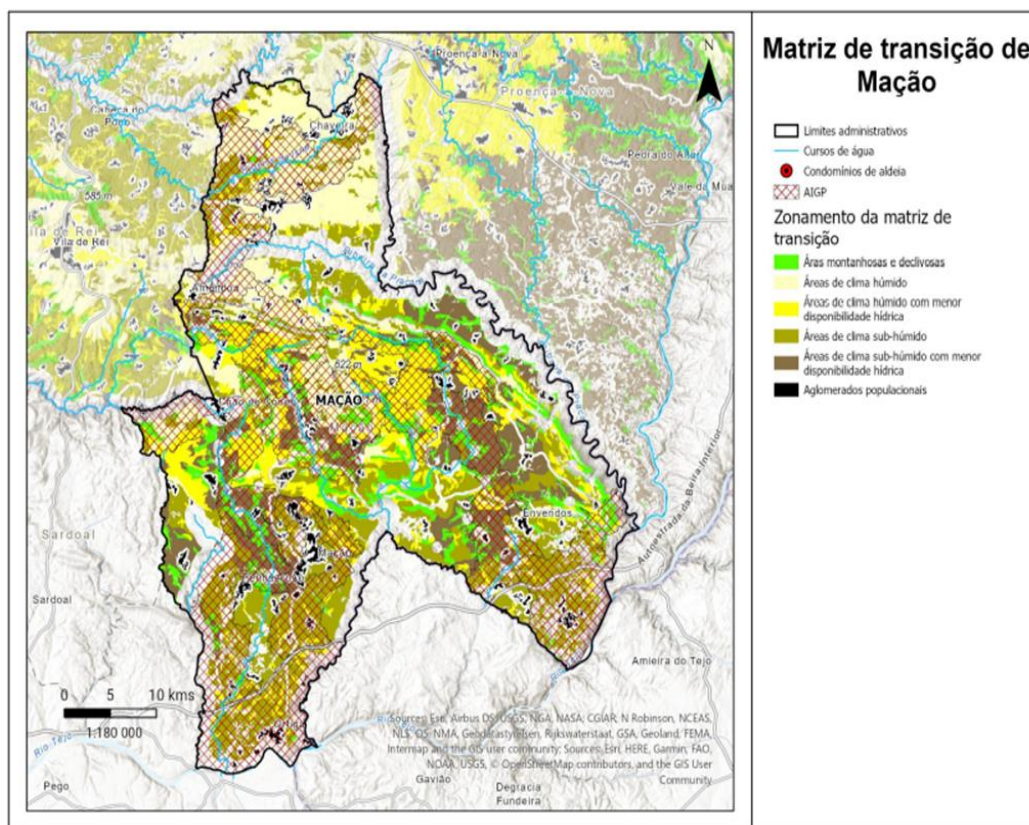 Matriz de transição de
Mação
Limites administrativos
Cursos de água
Condomínios de aldeia
AIGP
Zonamento da matriz de
transição
Áras montanhosas e declivosas
Áreas de clima húmido
Áreas de clima húmido com menor
disponibilidade hídrica
Áreas de clima sub-húmido
Áreas de clima sub-húmido com menor
disponibilidade hídrica
Aglomerados populacionais
N
Proença-a-Nova
Proença-a-Nova
Chaveira
585 m
Vila de Rei
Vila de Rei
Vale da Mua
622 m
MAÇÃO
Envendos
Autoestrada da Beira Interior
Sardoal
Sardoal
Mação
Amieira do Tejo
0 5 10 kms
1:180 000
Rio Tejo
Pego
Gavião
Degracia
Fundeira
Sources: Esri, Airbus DS, USGS, NGA, NASA, CGIAR, N Robinson, NCEAS,
NLS, OS, NMA, Geodatastyrelsen, Rijkswaterstaat, GSA, Geoland, FEMA,
Intermap and the GIS user community; Sources: Esri, HERE, Garmin, FAO,
NOAA, USGS, © OpenStreetMap contributors, and the GIS User
Community